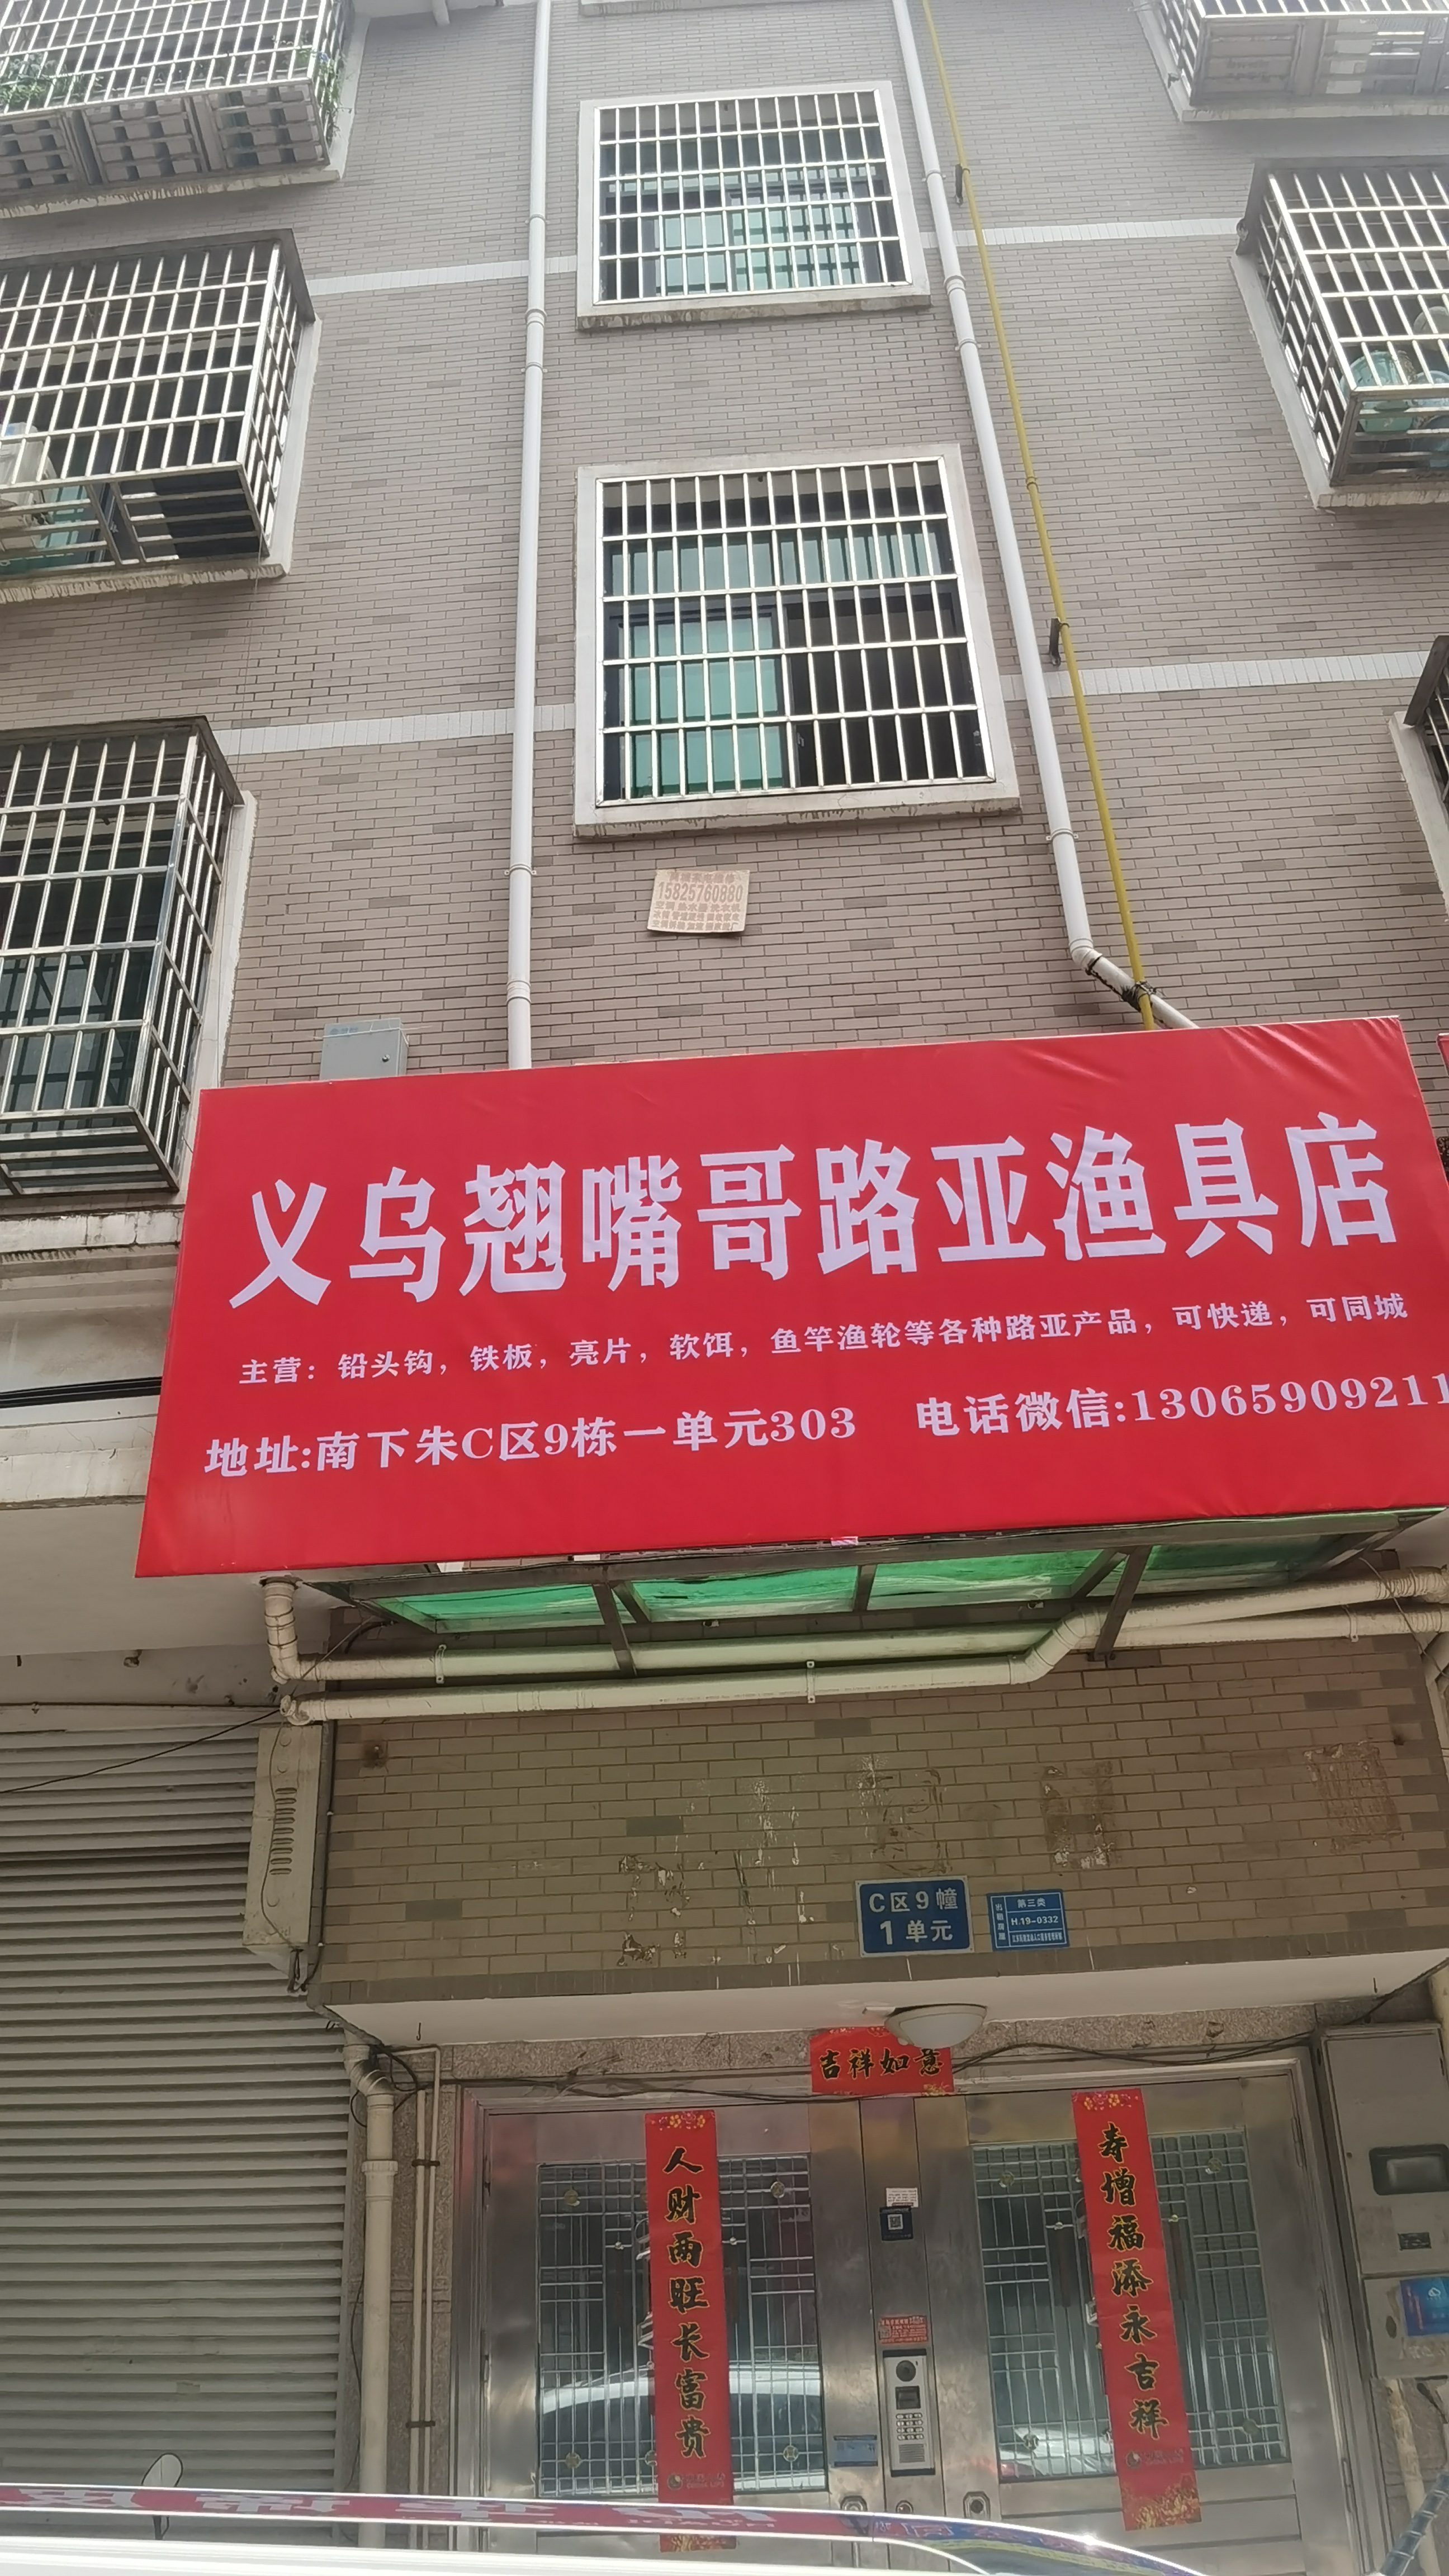 15825760880
义乌翘嘴哥路亚渔具店
主营：铅头钩，铁板，亮片，软饵，鱼竿渔轮等各种路亚产品，可快递，可同城
地址:南下朱C区9栋一单元303 电话微信:13065909211
C区9幢
1单元
第三类
H.19-0332
吉祥如意
人财两旺长富贵
寿增福添永吉祥